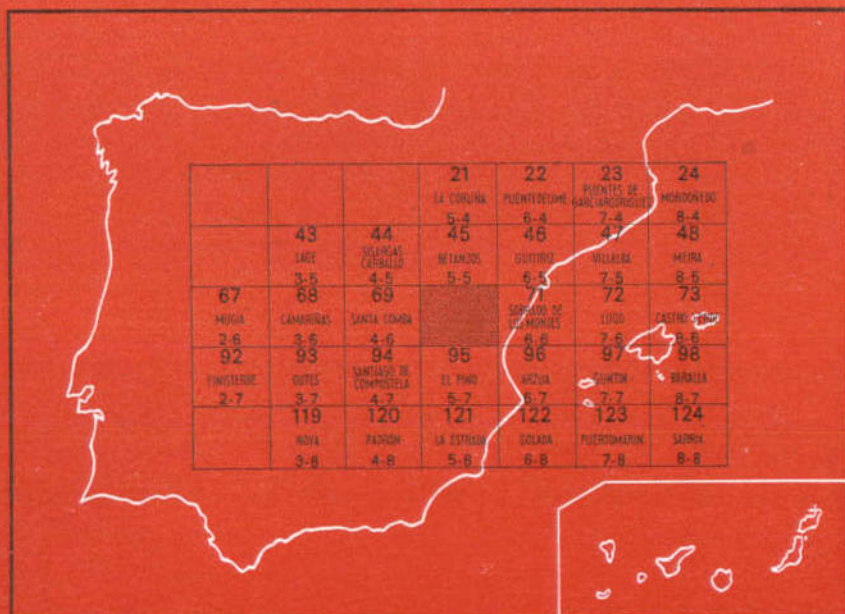 21 22 23 24
LA CORUÑA PUENTEDEUME PUENTES DE GARCIARODRIGUEZ MONDOÑEDO
5-4 6-4 7-4 8-4
43 44 45 46 47 48
LAGE SISARGAS CARBALLO BETANZOS GUITIRIZ VILLALBA MEIRA
3-5 4-5 5-5 6-5 7-5 8-5
67 68 69 71 72 73
MUGIA CAMARIÑAS SANTA COMBA SOBRADO DE LOS MONJES LUGO CASTRO
2-6 3-6 4-6 6-6 7-6 8-6
92 93 94 95 96 97 98
FINISTERRE OUTES SANTIAGO DE COMPOSTELA EL PINO ARZUA GUNTIN BARALLA
2-7 3-7 4-7 5-7 6-7 7-7 8-7
119 120 121 122 123 124
NOYA PADRON LA ESTRADA GOLADA PUERTOMARIN SARRIA
3-8 4-8 5-8 6-8 7-8 8-8